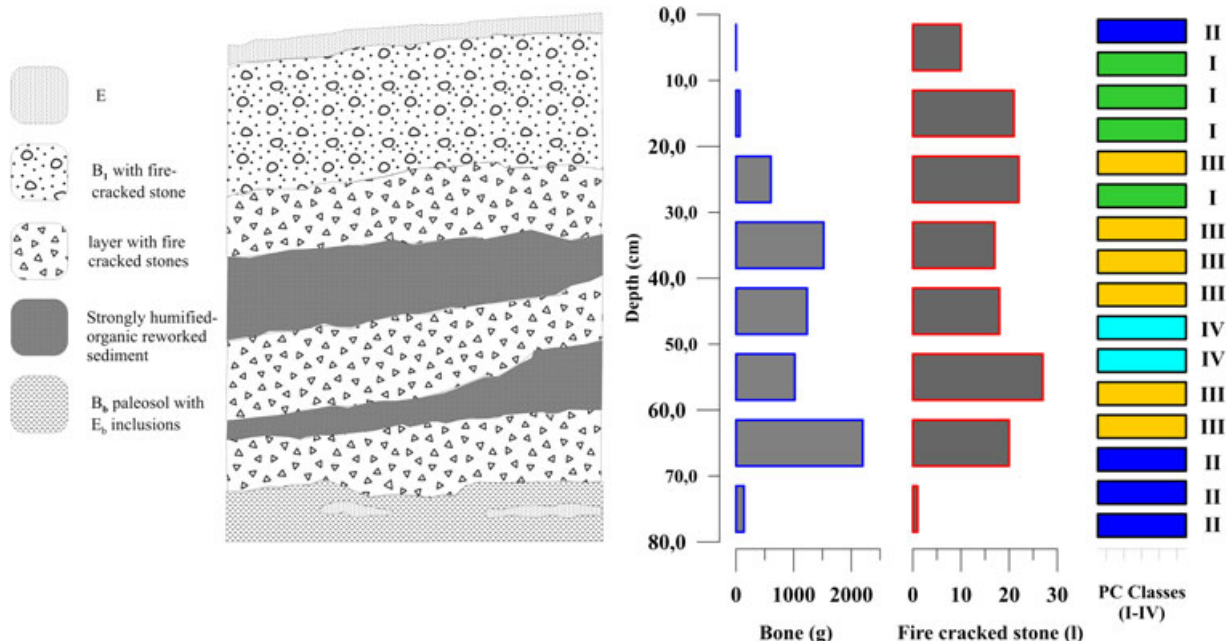 E
B₁ with fire-
cracked stone
layer with fire
cracked stones
Strongly humified-
organic reworked
sediment
B_b paleosol with
E_b inclusions
Depth (cm)
0,0
10,0
20,0
30,0
40,0
50,0
60,0
70,0
80,0
0 1000 2000
Bone (g)
0 10 20 30
Fire cracked stone (l)
II
I
I
I
III
I
III
III
III
IV
IV
III
III
II
II
II
PC Classes
(I-IV)